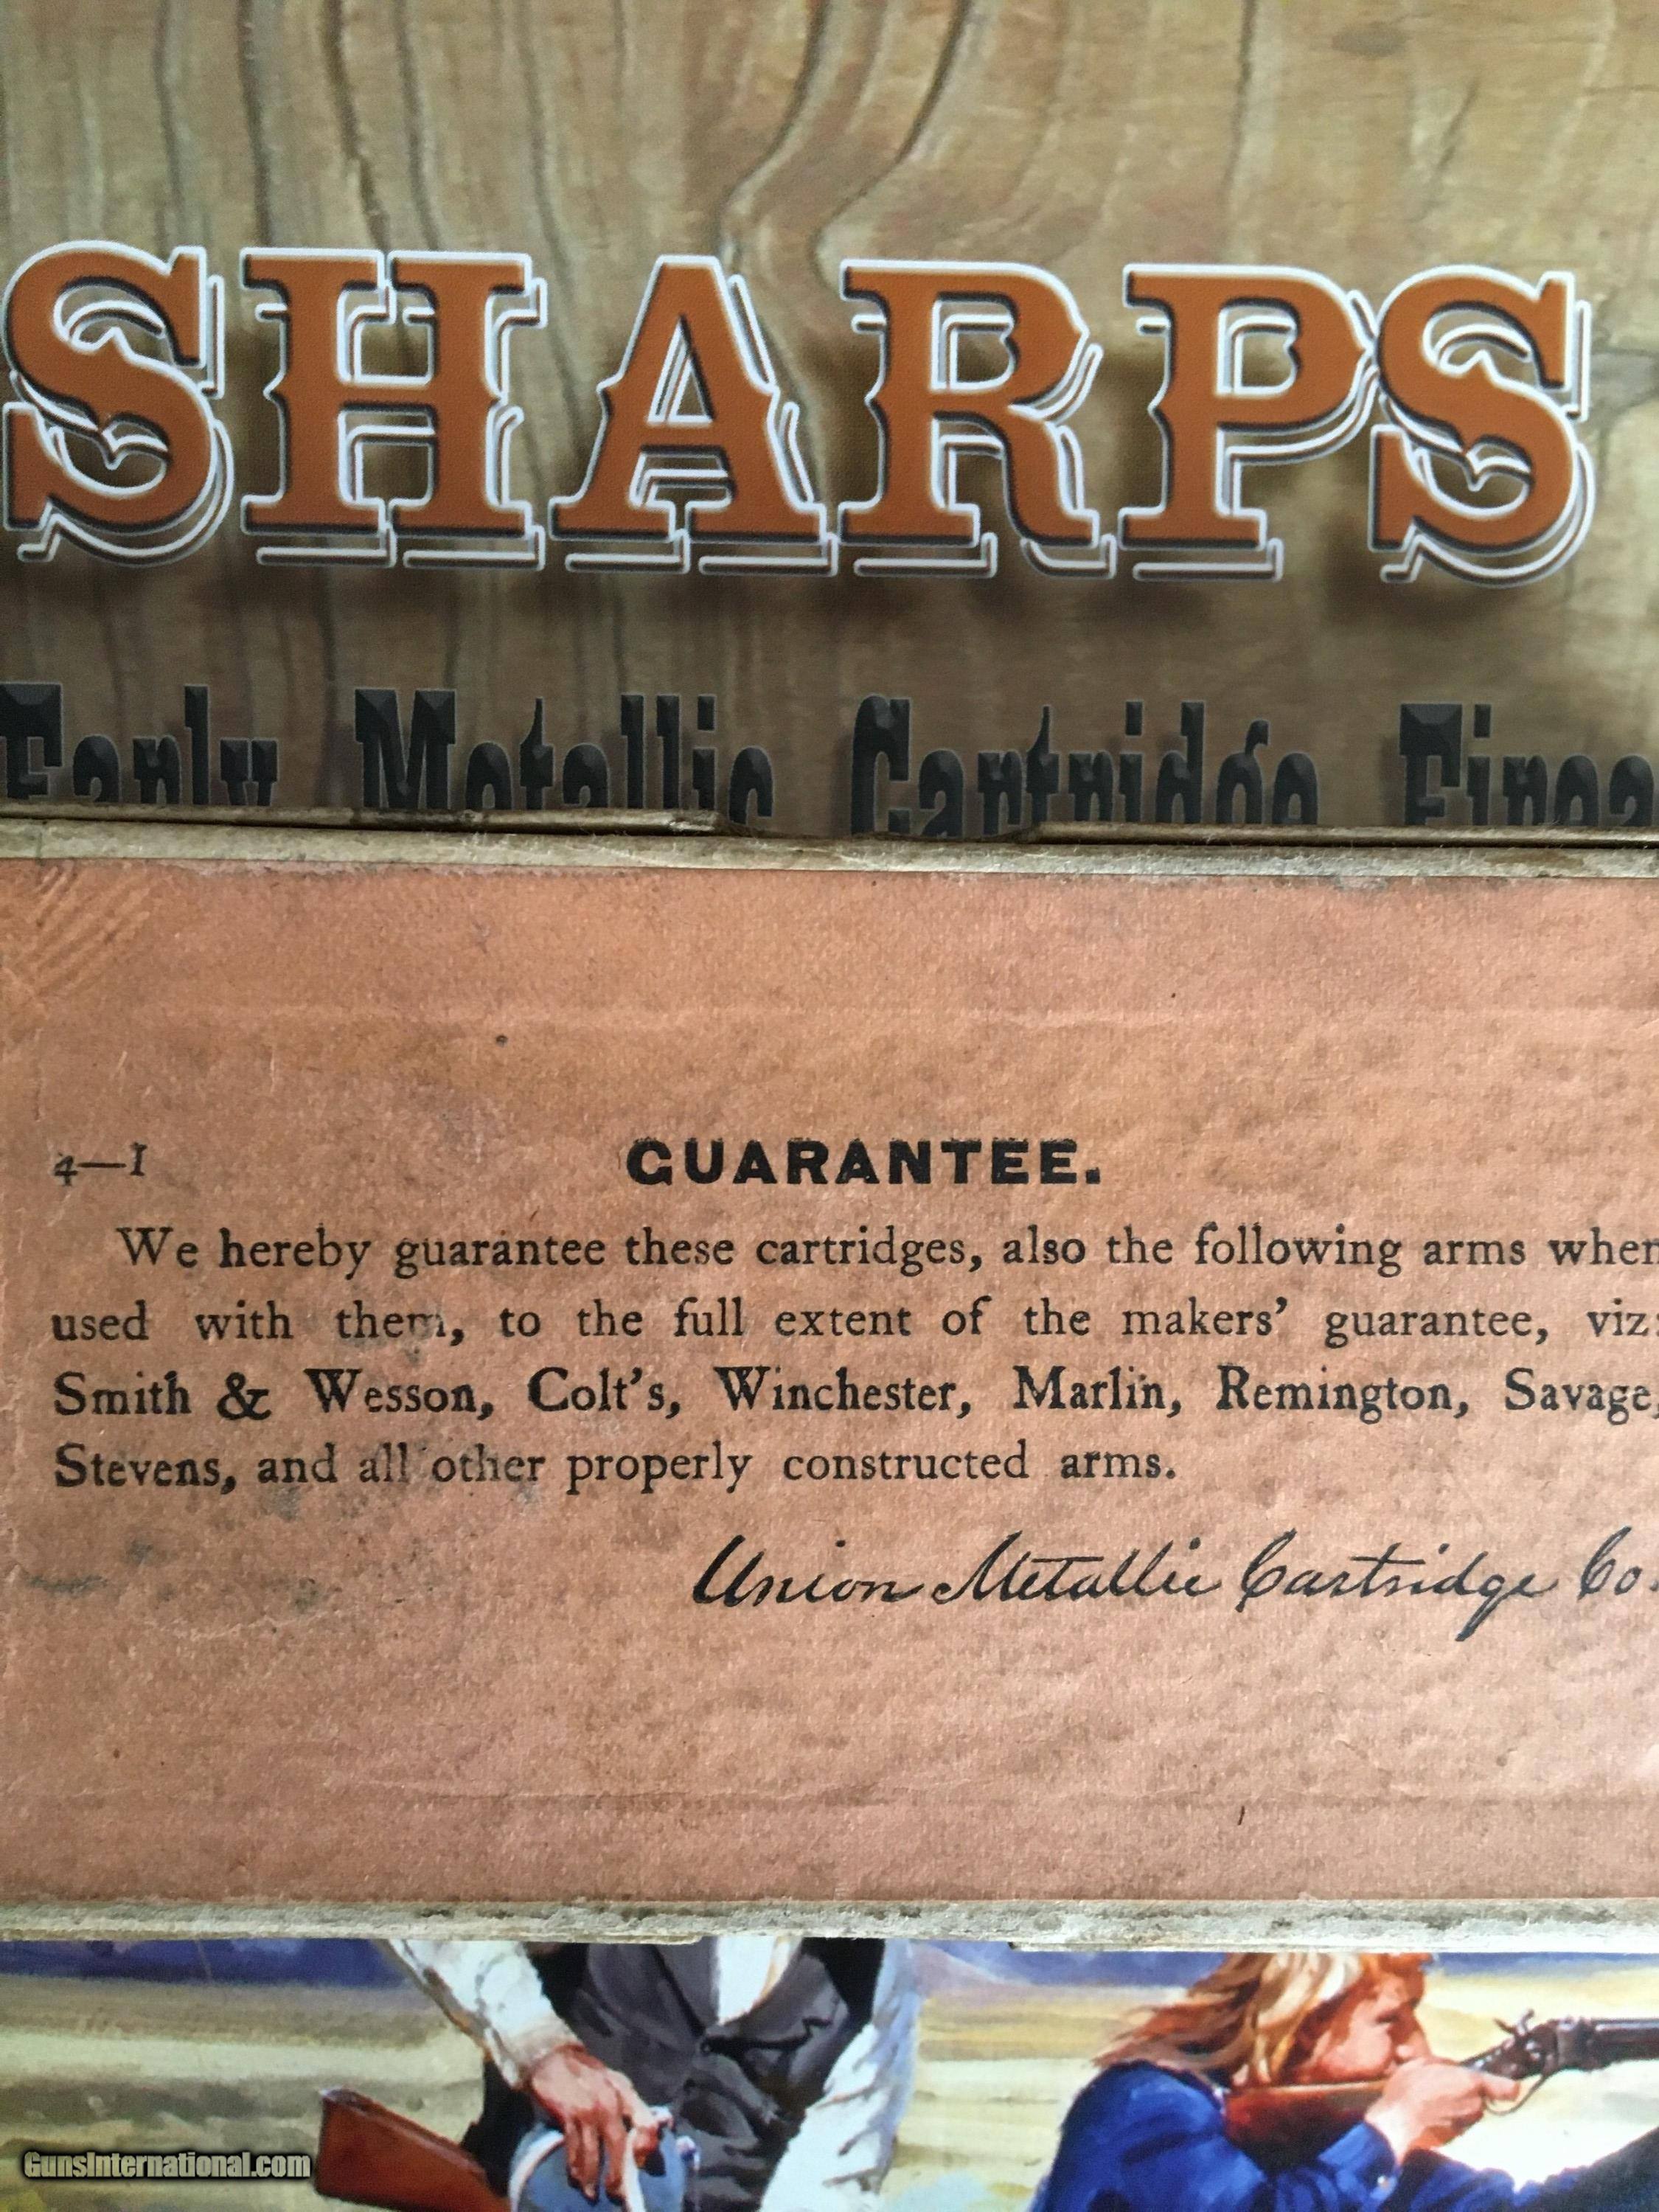 SHARPS
Early Metallic Cartridge Firea
4—1 GUARANTEE.
We hereby guarantee these cartridges, also the following arms when
used with them, to the full extent of the makers' guarantee, viz:
Smith & Wesson, Colt's, Winchester, Marlin, Remington, Savage,
Stevens, and all other properly constructed arms.
Union Metallic Cartridge Co.
GunsInternational.com